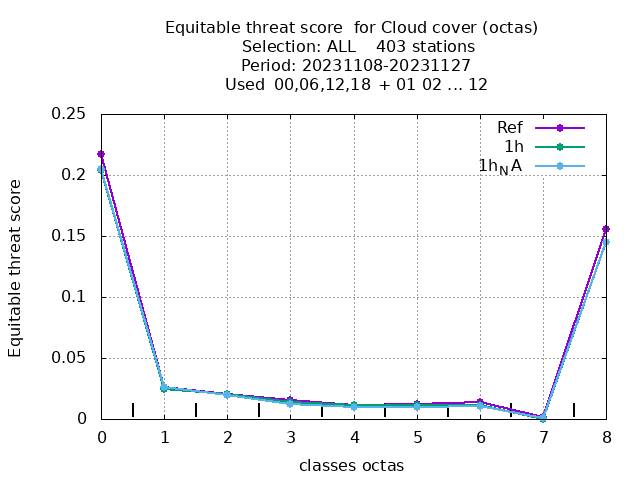 Equitable threat score  for Cloud cover (octas)
Selection: ALL    403 stations
Period: 20231108-20231127
Used  00,06,12,18 + 01 02 ... 12
0.25
0.2
0.15
0.1
0.05
0
Equitable threat score
Ref
1h
1h_NA
0 1 2 3 4 5 6 7 8
classes octas